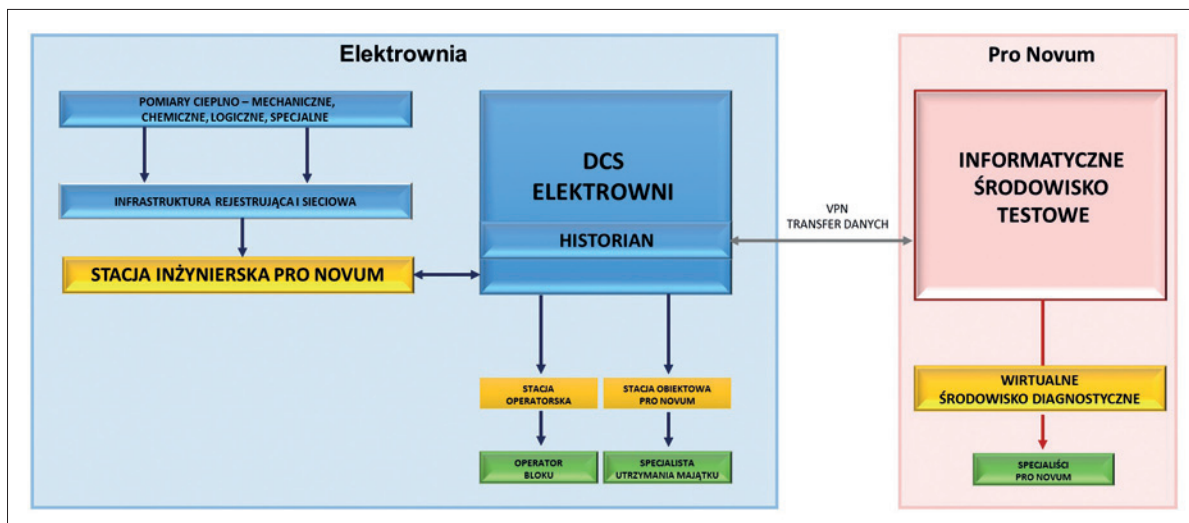 Elektrownia
POMIARY CIEPLNO – MECHANICZNE,
CHEMICZNE, LOGICZNE, SPECJALNE
INFRASTRUKTURA REJESTRUJĄCA I SIECIOWA
STACJA INŻYNIERSKA PRO NOVUM
DCS
ELEKTROWNI
HISTORIAN
STACJA
OPERATORSKA
STACJA OBIEKTOWA
PRO NOVUM
OPERATOR
BLOKU
SPECJALISTA
UTRZYMANIA MAJĄTKU
VPN
TRANSFER DANYCH
Pro Novum
INFORMATYCZNE
ŚRODOWISKO
TESTOWE
WIRTUALNE
ŚRODOWISKO DIAGNOSTYCZNE
SPECJALIŚCI
PRO NOVUM